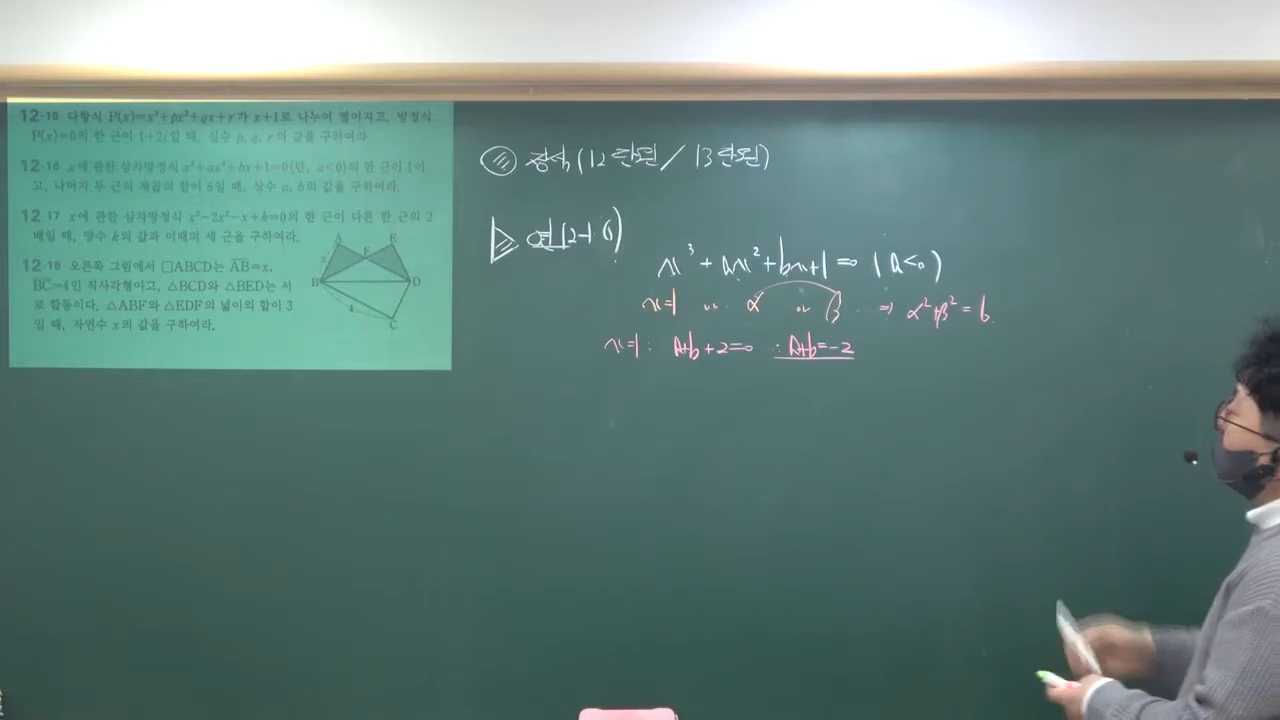 12-15 다항식 P(x)=x³+px²+qx+r가 x+1로 나누어 떨어지고, 방정식
P(x)=0의 한 근이 1+2i일 때, 실수 p, q, r의 값을 구하여라.
12-16 x에 관한 삼차방정식 x³+ax²+bx+1=0(단, a<0)의 한 근이 1이
고, 나머지 두 근의 제곱의 합이 6일 때, 상수 a, b의 값을 구하여라.
12-17 x에 관한 삼차방정식 x³-2x²-x+k=0의 한 근이 다른 한 근의 2
배일 때, 양수 k의 값과 이때의 세 근을 구하여라.
12-18 오른쪽 그림에서 □ABCD는 AB=x,
BC=4인 직사각형이고, △BCD와 △BED는 서
로 합동이다. △ABF와 △EDF의 넓이의 합이 3
일 때, 자연수 x의 값을 구하여라.
A E
F
x
B D
4
C
정석(12단원 / 13단원)
12-16)
x³+ax²+bx+1=0 (a<0)
x=1 or α or β ⇒ α²+β²=6
x=1: a+b+2=0 ∴ a+b=-2